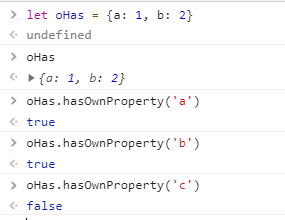 > let oHas = {a: 1, b: 2}
< undefined
> oHas
< ▶ {a: 1, b: 2}
> oHas.hasOwnProperty('a')
< true
> oHas.hasOwnProperty('b')
< true
> oHas.hasOwnProperty('c')
< false